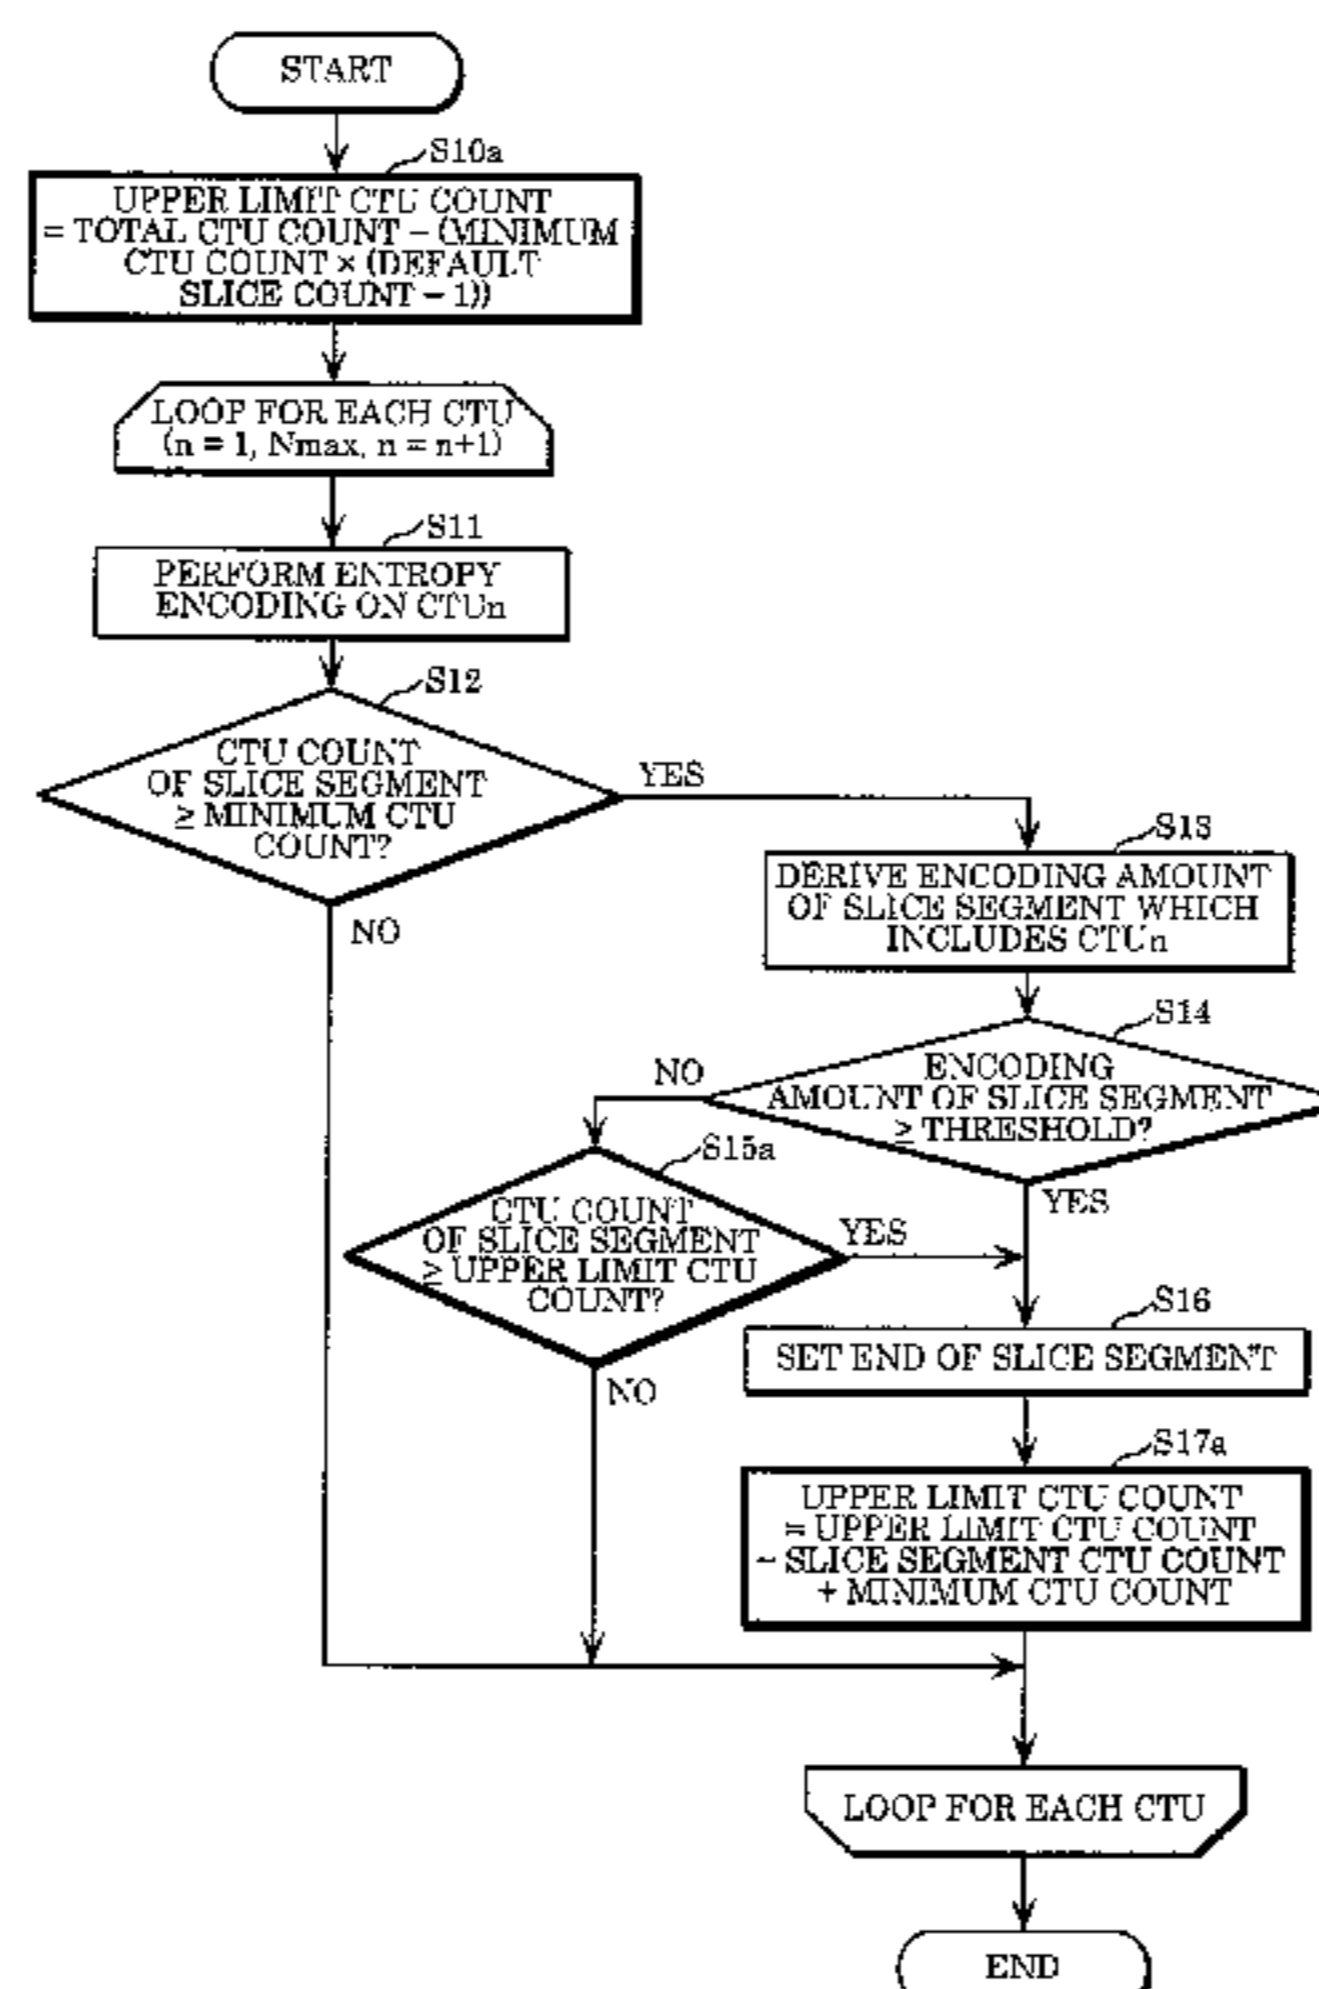 START
S10a
UPPER LIMIT CTU COUNT
= TOTAL CTU COUNT – (MINIMUM
CTU COUNT × (DEFAULT
SLICE COUNT – 1))
LOOP FOR EACH CTU
(n = 1, Nmax, n = n+1)
S11
PERFORM ENTROPY
ENCODING ON CTUn
S12
CTU COUNT
OF SLICE SEGMENT
≥ MINIMUM CTU
COUNT?
YES
NO
S13
DERIVE ENCODING AMOUNT
OF SLICE SEGMENT WHICH
INCLUDES CTUn
S14
ENCODING
AMOUNT OF SLICE SEGMENT
≥ THRESHOLD?
NO
YES
S15a
CTU COUNT
OF SLICE SEGMENT
≥ UPPER LIMIT CTU
COUNT?
YES
NO
S16
SET END OF SLICE SEGMENT
S17a
UPPER LIMIT CTU COUNT
= UPPER LIMIT CTU COUNT
– SLICE SEGMENT CTU COUNT
+ MINIMUM CTU COUNT
LOOP FOR EACH CTU
END